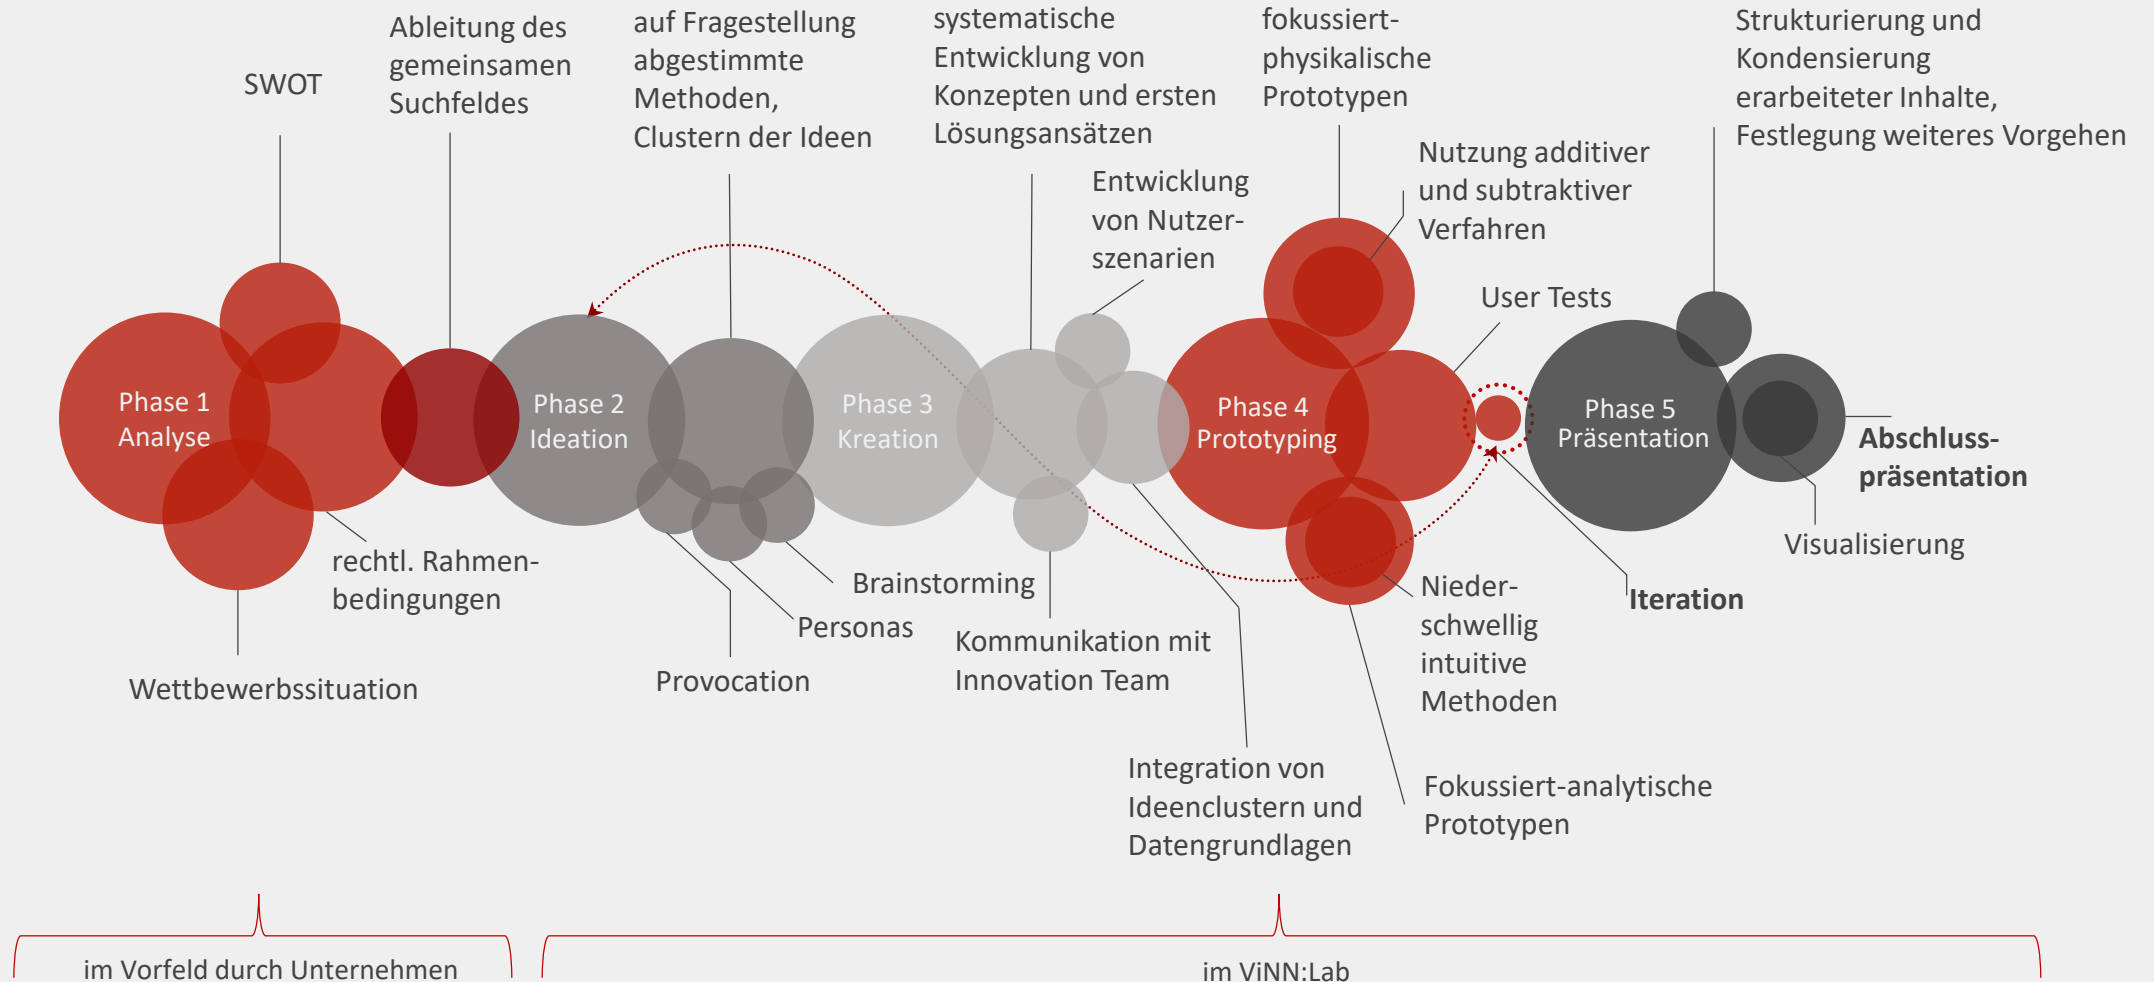 SWOT
Ableitung des
gemeinsamen
Suchfeldes
auf Fragestellung
abgestimmte
Methoden,
Clustern der Ideen
systematische
Entwicklung von
Konzepten und ersten
Lösungsansätzen
Entwicklung
von Nutzer-
szenarien
fokussiert-
physikalische
Prototypen
Nutzung additiver
und subtraktiver
Verfahren
User Tests
Strukturierung und
Kondensierung
erarbeiteter Inhalte,
Festlegung weiteres Vorgehen
Phase 1
Analyse
Phase 2
Ideation
Phase 3
Kreation
Phase 4
Prototyping
Phase 5
Präsentation
Abschluss-
präsentation
Visualisierung
Iteration
rechtl. Rahmen-
bedingungen
Wettbewerbssituation
Brainstorming
Personas
Provocation
Kommunikation mit
Innovation Team
Nieder-
schwellig
intuitive
Methoden
Integration von
Ideenclustern und
Datengrundlagen
Fokussiert-analytische
Prototypen
im Vorfeld durch Unternehmen
im ViNN:Lab